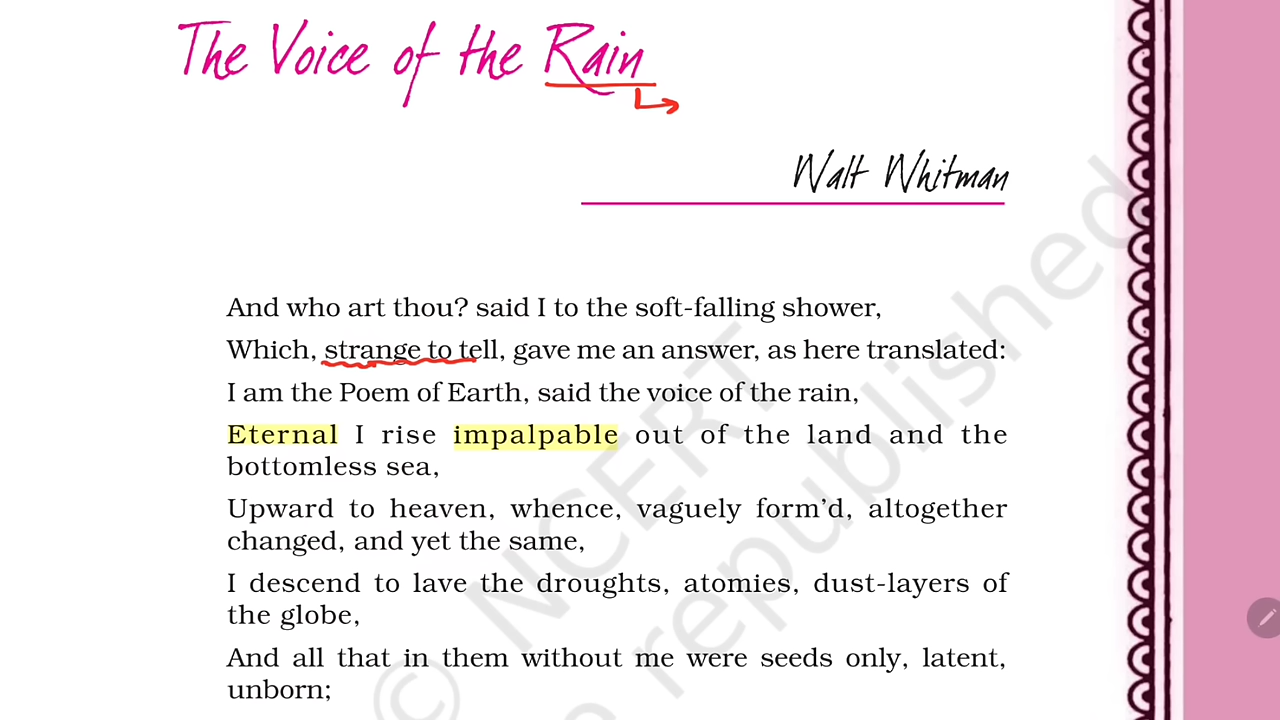 The Voice of the Rain
Walt Whitman
And who art thou? said I to the soft-falling shower,
Which, strange to tell, gave me an answer, as here translated:
I am the Poem of Earth, said the voice of the rain,
Eternal I rise impalpable out of the land and the
bottomless sea,
Upward to heaven, whence, vaguely form’d, altogether
changed, and yet the same,
I descend to lave the droughts, atomies, dust-layers of
the globe,
And all that in them without me were seeds only, latent,
unborn;
© NCERT
republished